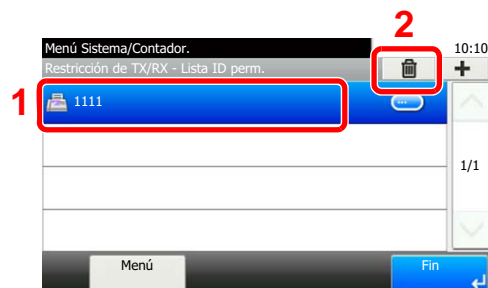 2
Menú Sistema/Contador.
10:10
Restricción de TX/RX - Lista ID perm.
1
1111
1/1
Menú
Fin